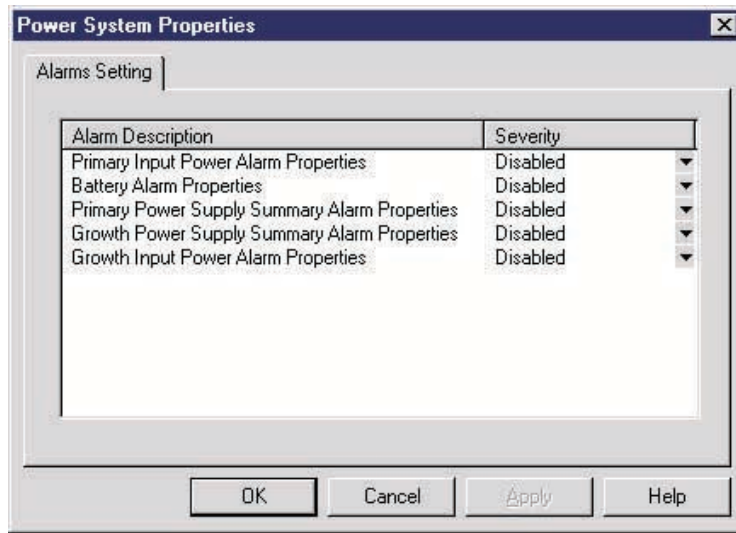 Power System Properties
Alarms Setting
Alarm Description Severity
Primary Input Power Alarm Properties Disabled
Battery Alarm Properties Disabled
Primary Power Supply Summary Alarm Properties Disabled
Growth Power Supply Summary Alarm Properties Disabled
Growth Input Power Alarm Properties Disabled
OK Cancel Apply Help